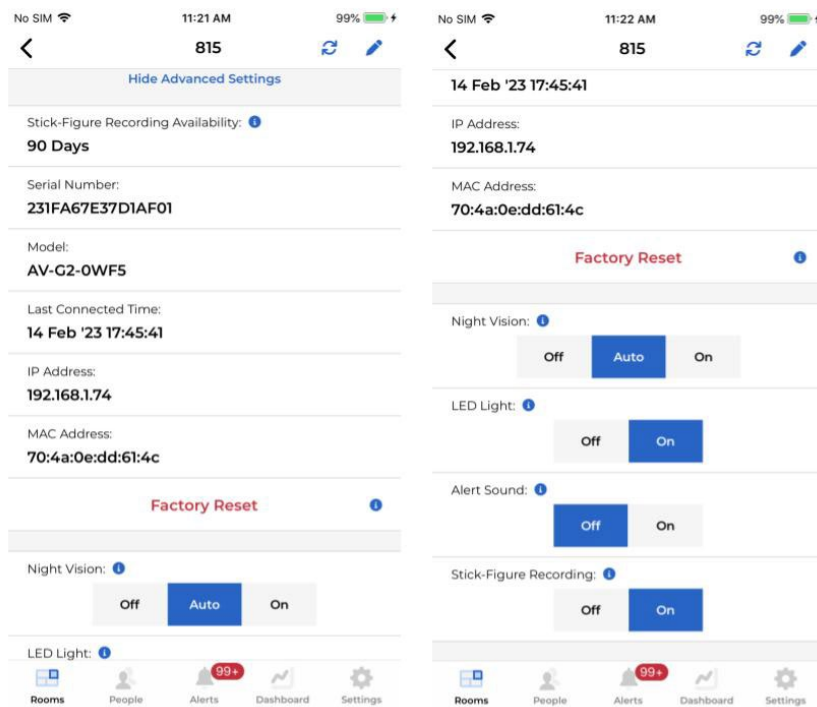 No SIM 11:21 AM 99%
815
Hide Advanced Settings
Stick-Figure Recording Availability:
90 Days
Serial Number:
231FA67E37D1AF01
Model:
AV-G2-0WF5
Last Connected Time:
14 Feb '23 17:45:41
IP Address:
192.168.1.74
MAC Address:
70:4a:0e:dd:61:4c
Factory Reset
Night Vision:
Off Auto On
LED Light:
99+
Rooms People Alerts Dashboard Settings
No SIM 11:22 AM 99%
815
14 Feb '23 17:45:41
IP Address:
192.168.1.74
MAC Address:
70:4a:0e:dd:61:4c
Factory Reset
Night Vision:
Off Auto On
LED Light:
Off On
Alert Sound:
Off On
Stick-Figure Recording:
Off On
99+
Rooms People Alerts Dashboard Settings